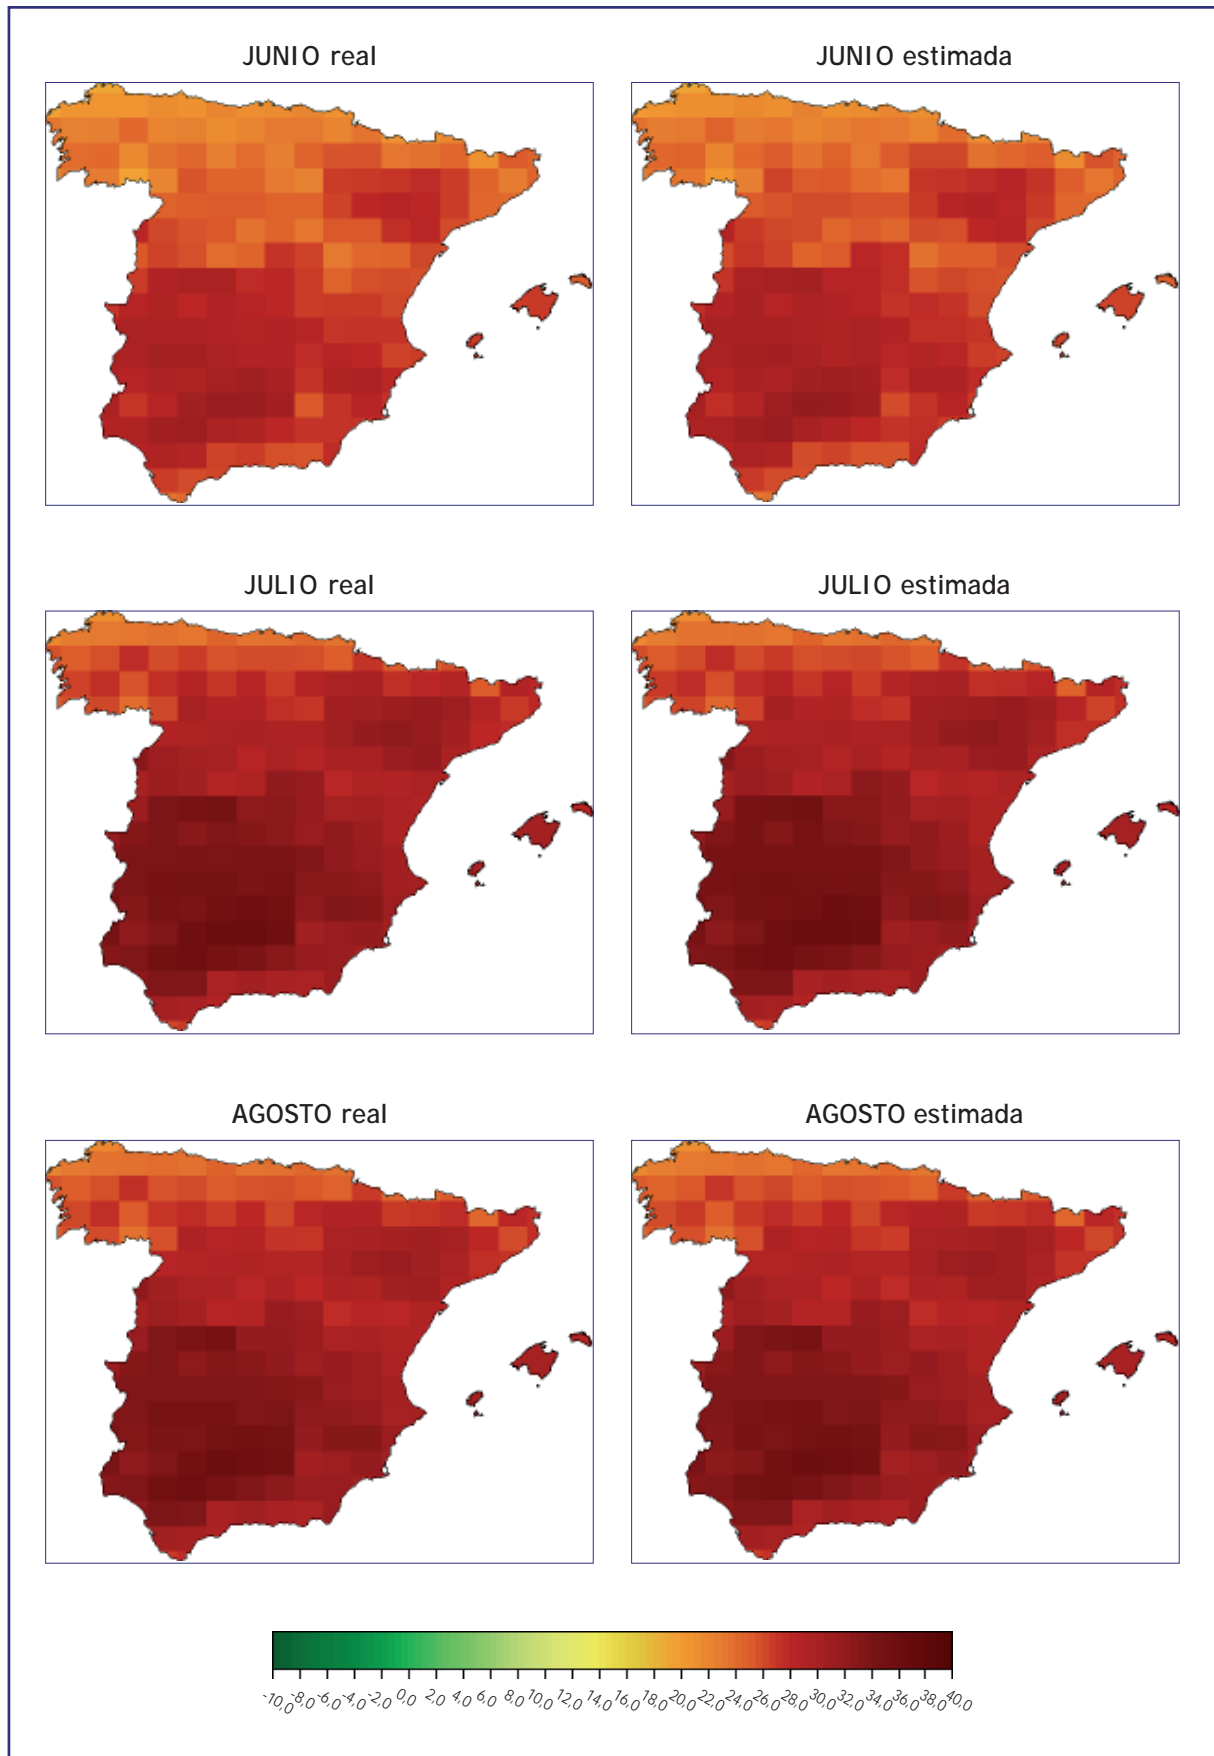 JUNIO real
JUNIO estimada
JULIO real
JULIO estimada
AGOSTO real
AGOSTO estimada
-10,0 -8,0 -6,0 -4,0 -2,0 0,0 2,0 4,0 6,0 8,0 10,0 12,0 14,0 16,0 18,0 20,0 22,0 24,0 26,0 28,0 30,0 32,0 34,0 36,0 38,0 40,0